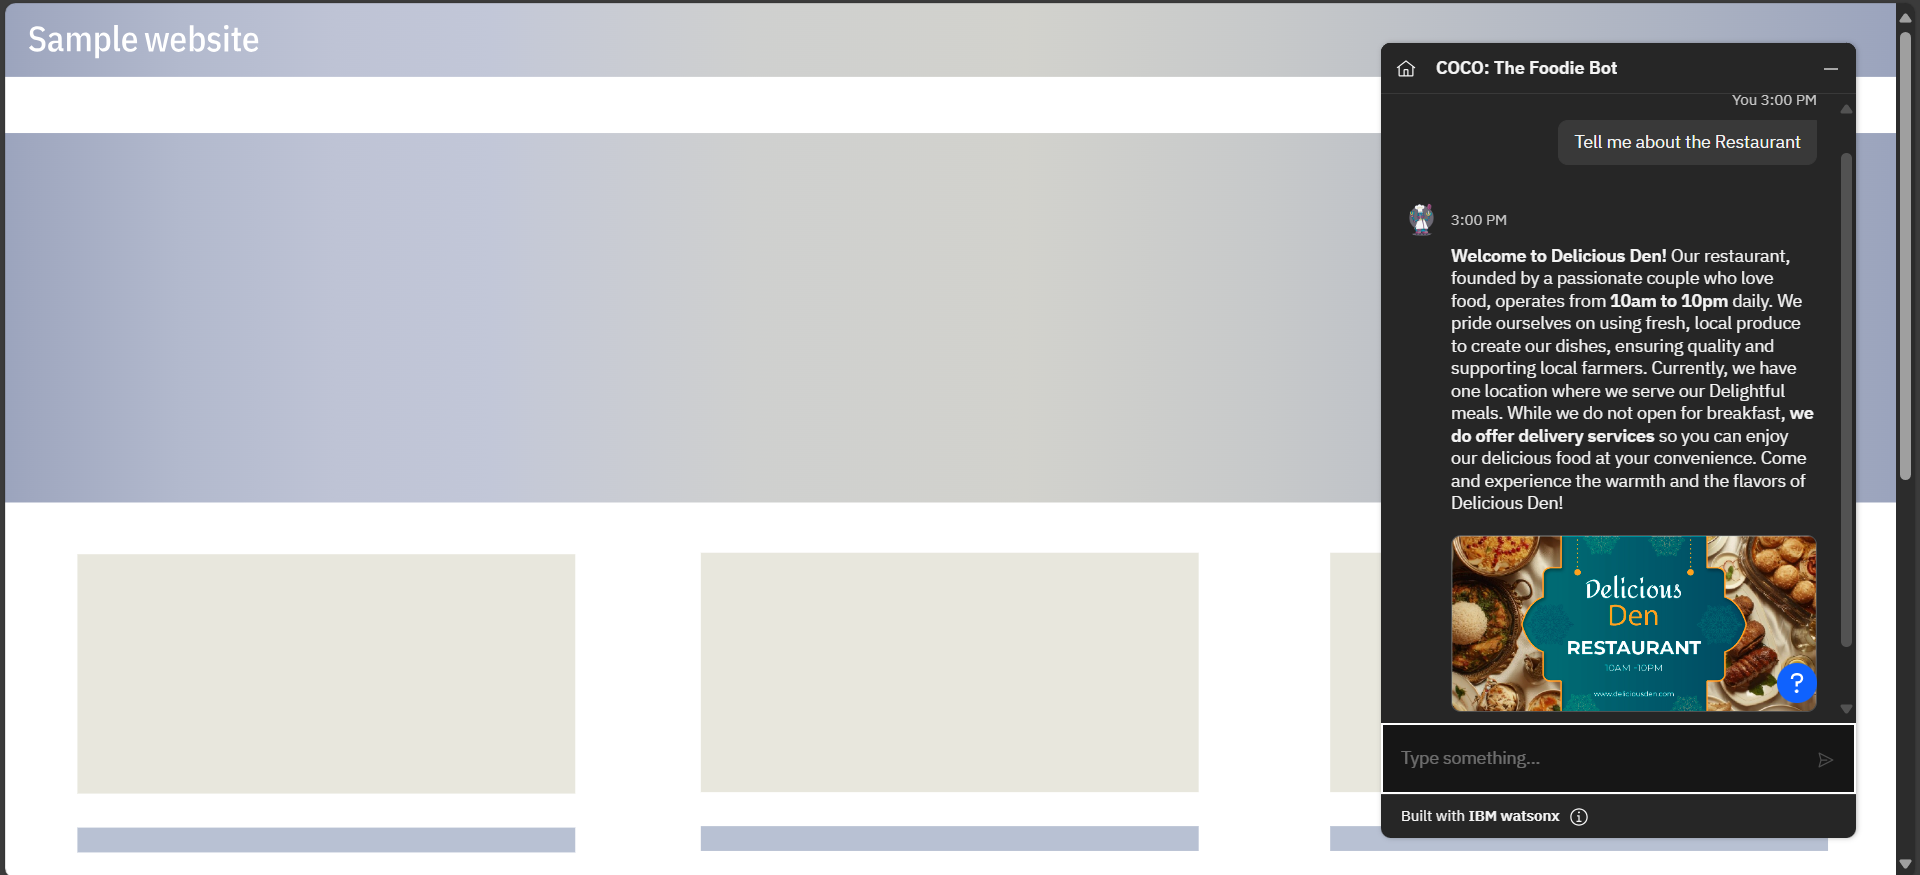 Sample website
COCO: The Foodie Bot
You 3:00 PM
Tell me about the Restaurant
3:00 PM
Welcome to Delicious Den! Our restaurant,
founded by a passionate couple who love
food, operates from 10am to 10pm daily. We
pride ourselves on using fresh, local produce
to create our dishes, ensuring quality and
supporting local farmers. Currently, we have
one location where we serve our Delightful
meals. While we do not open for breakfast, we
do offer delivery services so you can enjoy
our delicious food at your convenience. Come
and experience the warmth and the flavors of
Delicious Den!
Delicious
Den
RESTAURANT
10AM -10PM
www.deliciousden.com
?
Type something...
Built with IBM watsonx